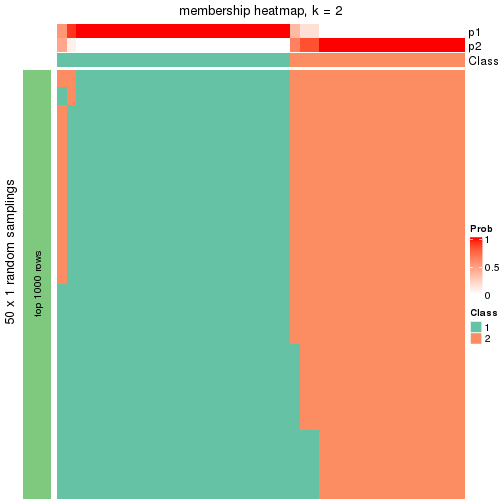 membership heatmap, k = 2
p1
p2
Class
50 x 1 random samplings
top 1000 rows
Prob
1
0.5
0
Class
1
2